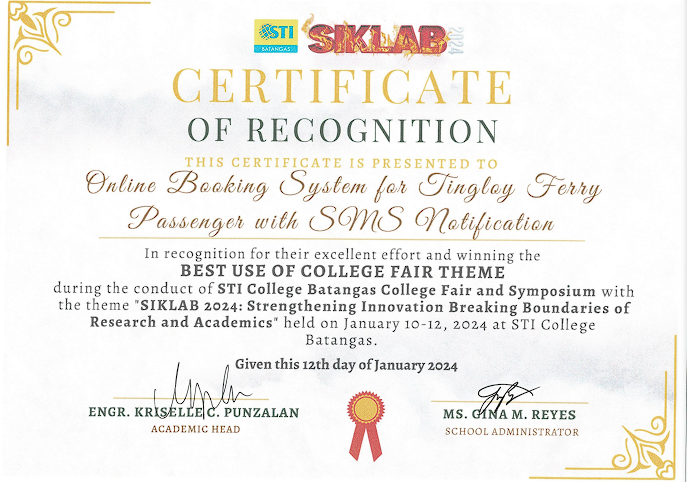 STI
BATANGAS
SIKLAB
2024
CERTIFICATE
OF RECOGNITION
THIS CERTIFICATE IS PRESENTED TO
Online Booking System for Tingloy Ferry
Passenger with SMS Notification
In recognition for their excellent effort and winning the
BEST USE OF COLLEGE FAIR THEME
during the conduct of STI College Batangas College Fair and Symposium with
the theme "SIKLAB 2024: Strengthening Innovation Breaking Boundaries of
Research and Academics" held on January 10-12, 2024 at STI College
Batangas.
Given this 12th day of January 2024
ENGR. KRISELLE C. PUNZALAN
ACADEMIC HEAD
MS. GINA M. REYES
SCHOOL ADMINISTRATOR